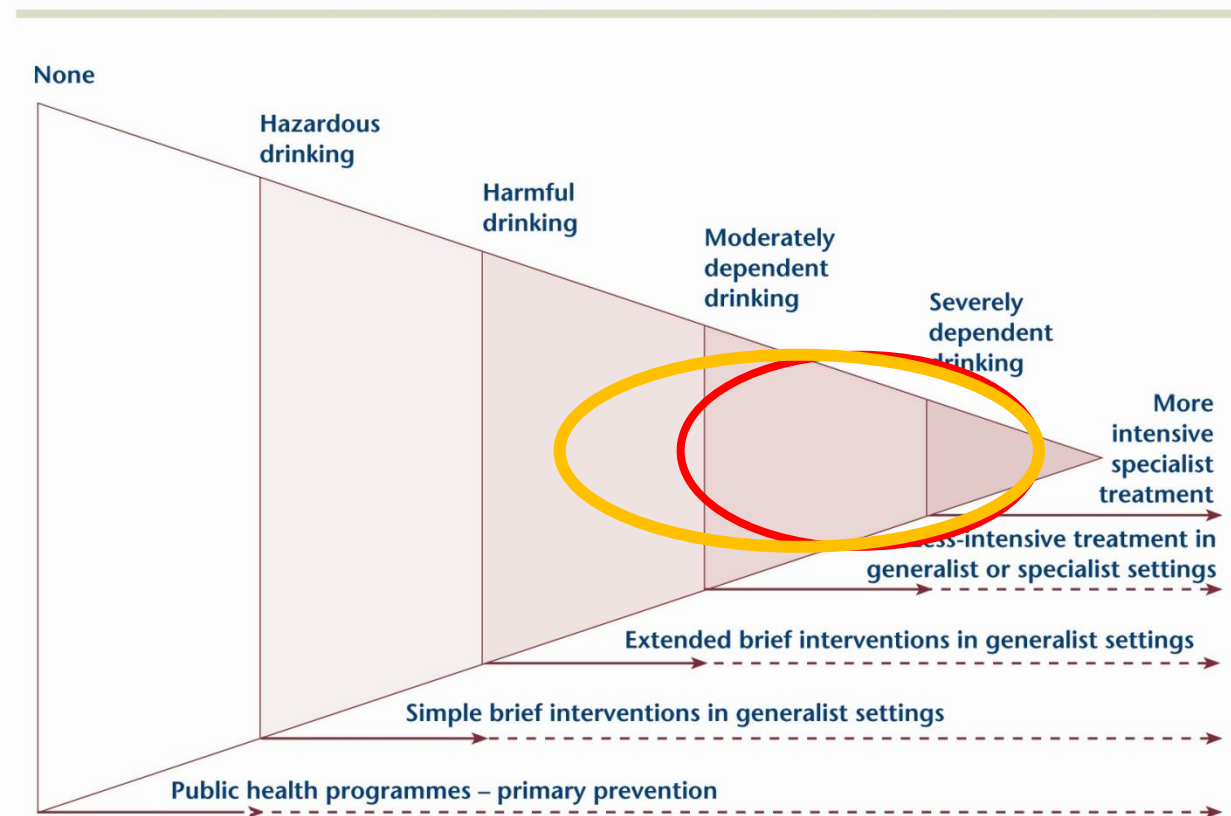 None
Hazardous
drinking
Harmful
drinking
Moderately
dependent
drinking
Severely
dependent
drinking
More
intensive
specialist
treatment
Less-intensive treatment in
generalist or specialist settings
Extended brief interventions in generalist settings
Simple brief interventions in generalist settings
Public health programmes – primary prevention